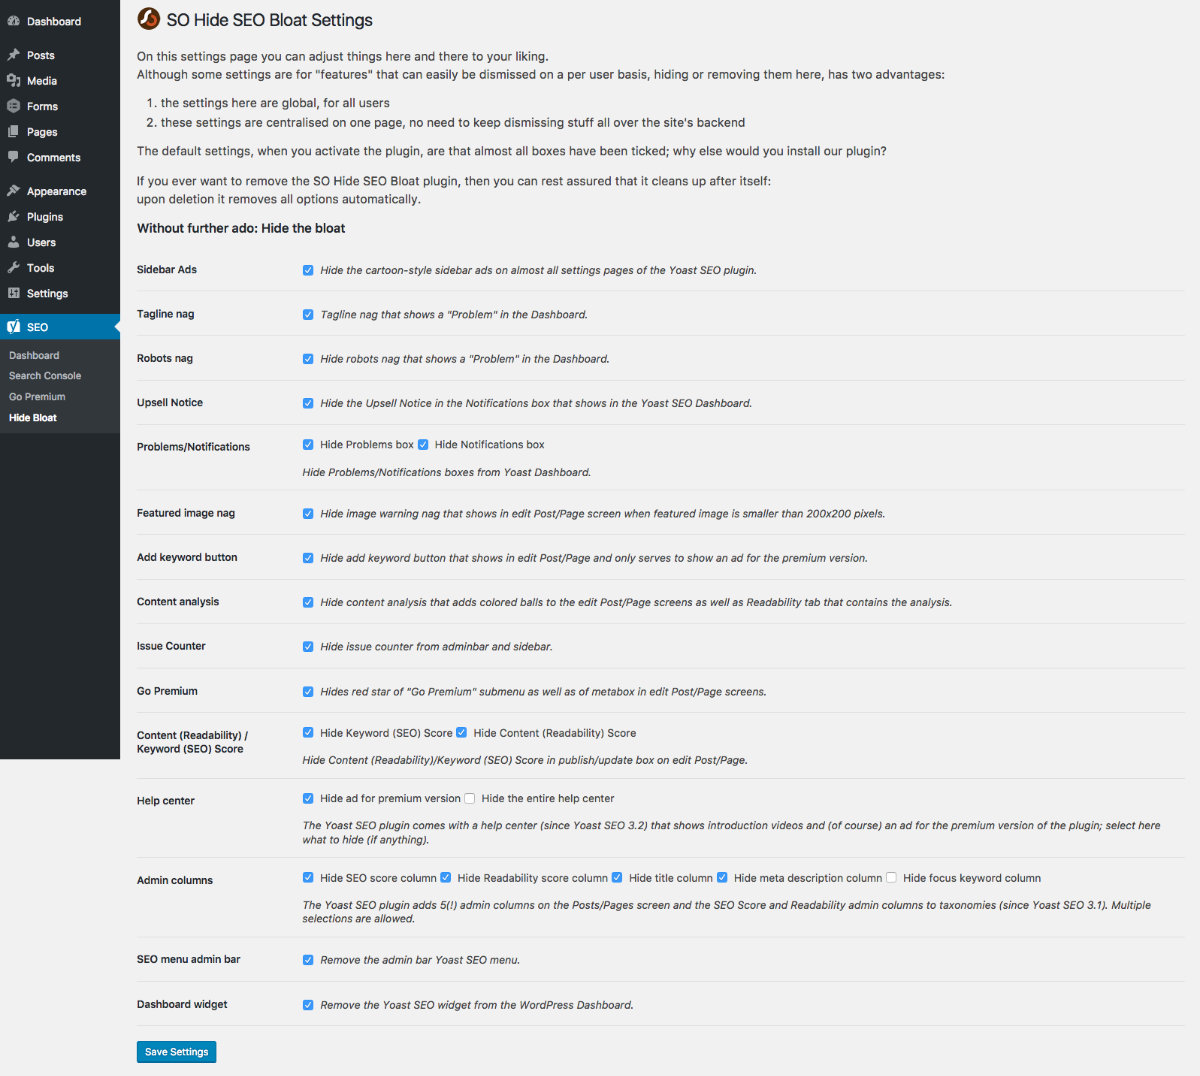 Dashboard
Posts
Media
Forms
Pages
Comments
Appearance
Plugins
Users
Tools
Settings
SEO
Dashboard
Search Console
Go Premium
Hide Bloat
SO Hide SEO Bloat Settings
On this settings page you can adjust things here and there to your liking.
Although some settings are for "features" that can easily be dismissed on a per user basis, hiding or removing them here, has two advantages:
1. the settings here are global, for all users
2. these settings are centralised on one page, no need to keep dismissing stuff all over the site's backend
The default settings, when you activate the plugin, are that almost all boxes have been ticked; why else would you install our plugin?
If you ever want to remove the SO Hide SEO Bloat plugin, then you can rest assured that it cleans up after itself:
upon deletion it removes all options automatically.
Without further ado: Hide the bloat
Sidebar Ads
Hide the cartoon-style sidebar ads on almost all settings pages of the Yoast SEO plugin.
Tagline nag
Tagline nag that shows a "Problem" in the Dashboard.
Robots nag
Hide robots nag that shows a "Problem" in the Dashboard.
Upsell Notice
Hide the Upsell Notice in the Notifications box that shows in the Yoast SEO Dashboard.
Problems/Notifications
Hide Problems box Hide Notifications box
Hide Problems/Notifications boxes from Yoast Dashboard.
Featured image nag
Hide image warning nag that shows in edit Post/Page screen when featured image is smaller than 200x200 pixels.
Add keyword button
Hide add keyword button that shows in edit Post/Page and only serves to show an ad for the premium version.
Content analysis
Hide content analysis that adds colored balls to the edit Post/Page screens as well as Readability tab that contains the analysis.
Issue Counter
Hide issue counter from adminbar and sidebar.
Go Premium
Hides red star of "Go Premium" submenu as well as of metabox in edit Post/Page screens.
Content (Readability) /
Keyword (SEO) Score
Hide Keyword (SEO) Score Hide Content (Readability) Score
Hide Content (Readability)/Keyword (SEO) Score in publish/update box on edit Post/Page.
Help center
Hide ad for premium version Hide the entire help center
The Yoast SEO plugin comes with a help center (since Yoast SEO 3.2) that shows introduction videos and (of course) an ad for the premium version of the plugin; select here
what to hide (if anything).
Admin columns
Hide SEO score column Hide Readability score column Hide title column Hide meta description column Hide focus keyword column
The Yoast SEO plugin adds 5(!) admin columns on the Posts/Pages screen and the SEO Score and Readability admin columns to taxonomies (since Yoast SEO 3.1). Multiple
selections are allowed.
SEO menu admin bar
Remove the admin bar Yoast SEO menu.
Dashboard widget
Remove the Yoast SEO widget from the WordPress Dashboard.
Save Settings